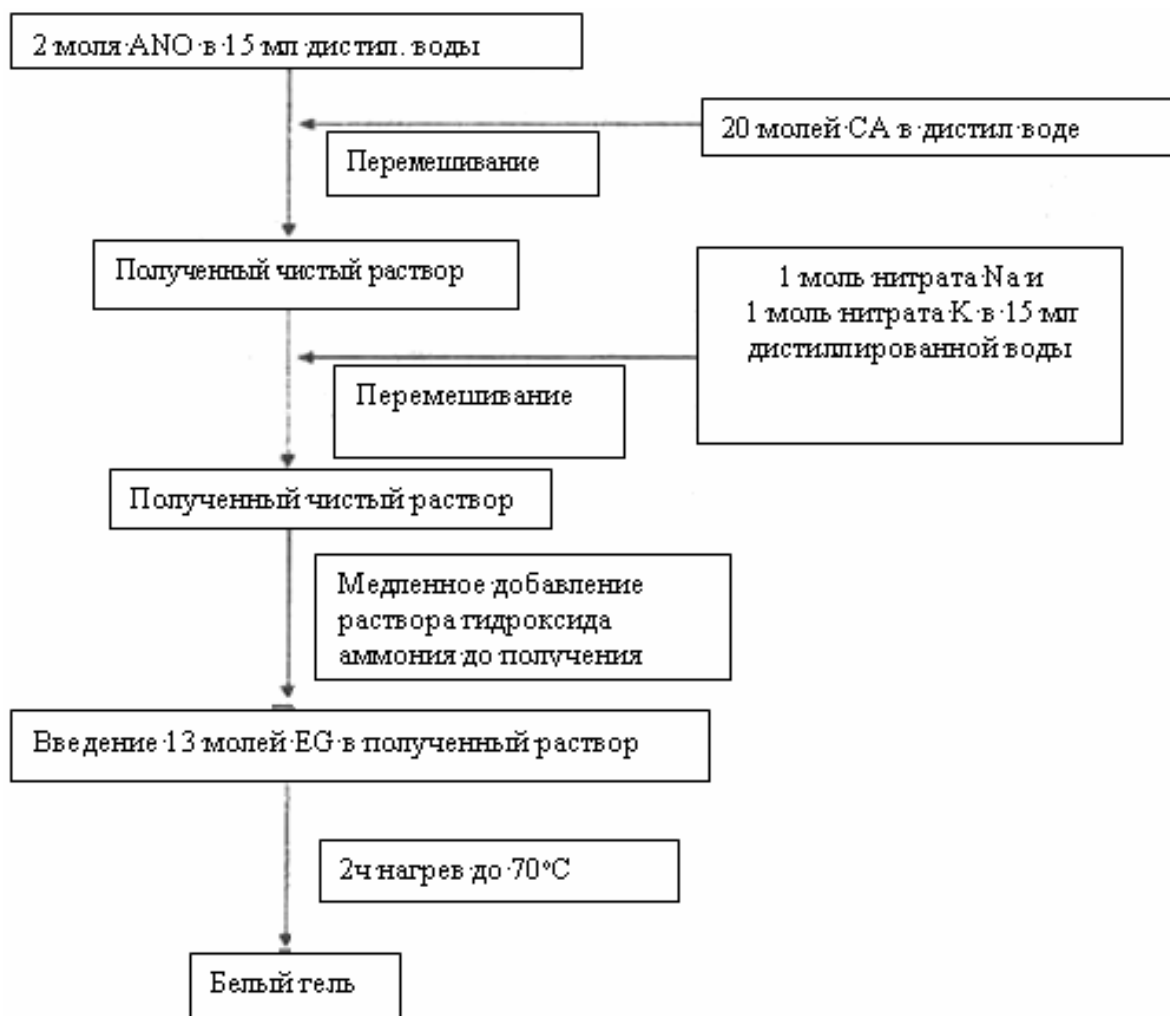 2 моля ANO в 15 мл дистил. воды
20 молей CA в дистил воде
Перемешивание
Полученный чистый раствор
1 моль нитрата Na и
1 моль нитрата K в 15 мл
дистиллированной воды
Перемешивание
Полученный чистый раствор
Медленное добавление
раствора гидроксида
аммония до получения
Введение 13 молей EG в полученный раствор
2ч нагрев до 70°C
Белый гель